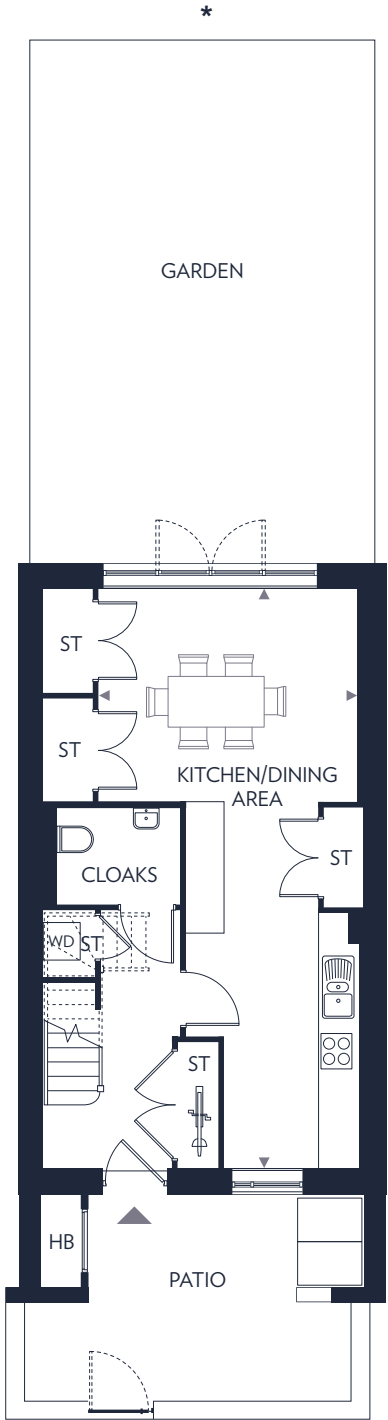 *
GARDEN
ST
ST
KITCHEN/DINING
AREA
ST
CLOAKS
WD ST
ST
HB
PATIO